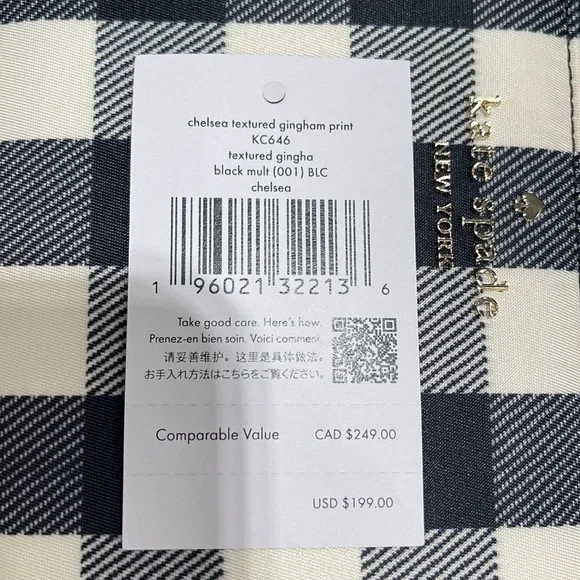 chelsea textured gingham print
KC646
textured gingha
black mult (001) BLC
chelsea
1 96021 32213 6
Take good care. Here's how.
Prenez-en bien soin. Voici comment.
请妥善维护。这里是具体做法。
お手入れ方法はこちらをご覧ください。
Comparable Value CAD $249.00
USD $199.00
kate spade
NEW YORK